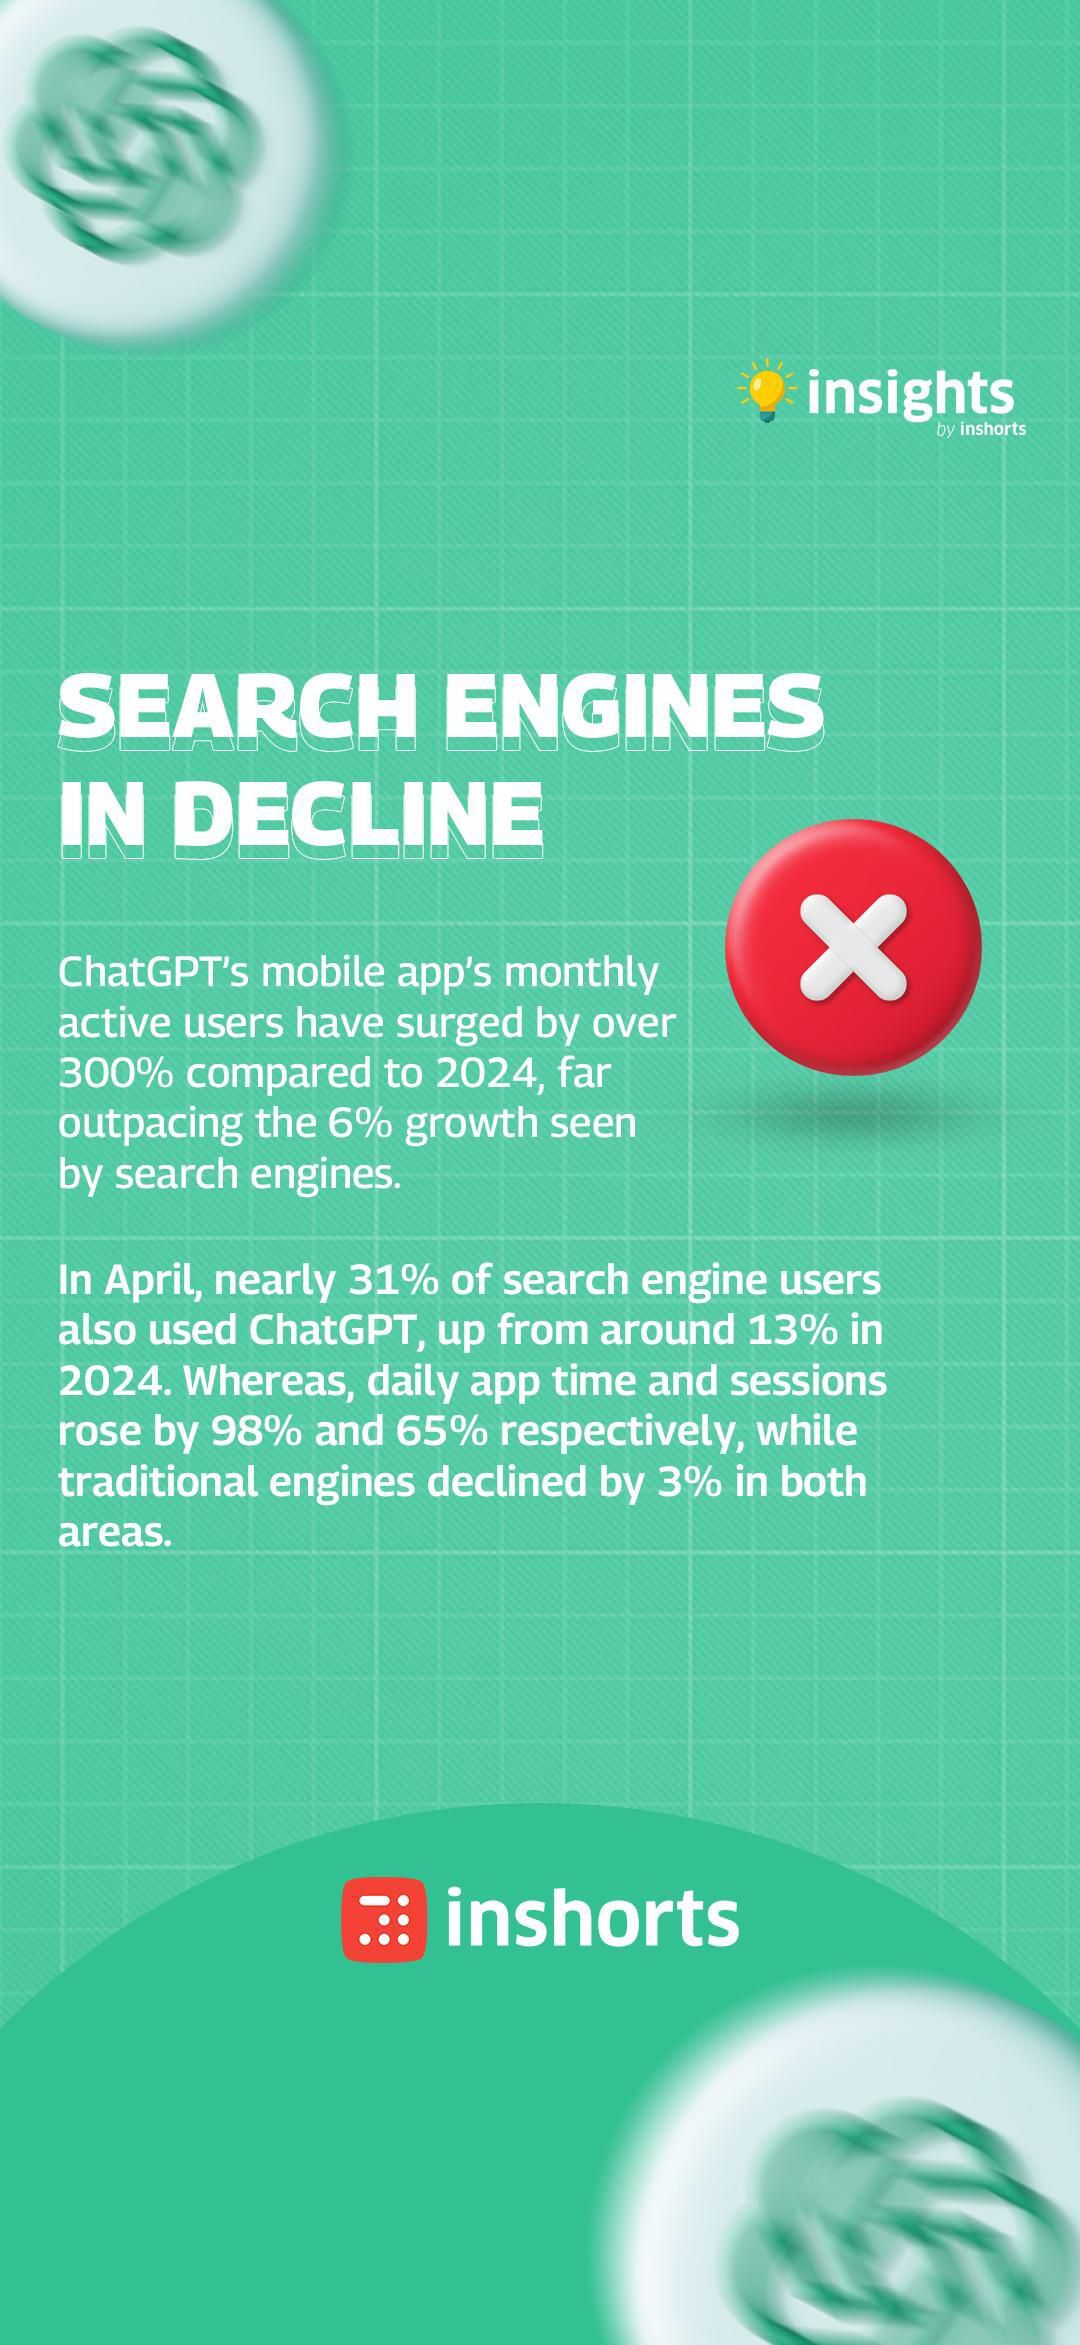 insights
by inshorts
SEARCH ENGINES
IN DECLINE
ChatGPT’s mobile app’s monthly
active users have surged by over
300% compared to 2024, far
outpacing the 6% growth seen
by search engines.
In April, nearly 31% of search engine users
also used ChatGPT, up from around 13% in
2024. Whereas, daily app time and sessions
rose by 98% and 65% respectively, while
traditional engines declined by 3% in both
areas.
inshorts